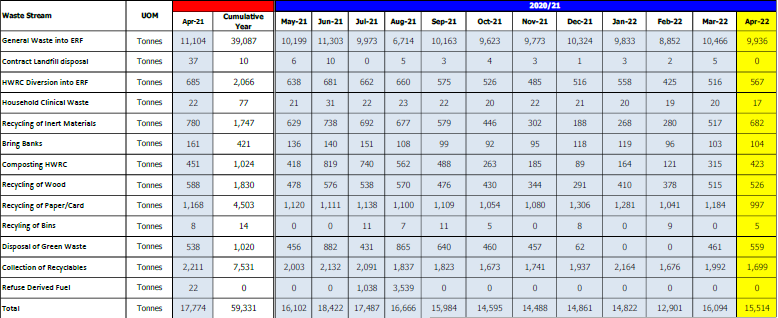 2020/21
Waste Stream UOM Apr-21 Cumulative Year May-21 Jun-21 Jul-21 Aug-21 Sep-21 Oct-21 Nov-21 Dec-21 Jan-22 Feb-22 Mar-22 Apr-22
General Waste into ERF Tonnes 11,104 39,087 10,199 11,303 9,973 6,714 10,163 9,623 9,773 10,324 9,833 8,852 10,466 9,936
Contract Landfill disposal Tonnes 37 10 6 10 0 5 3 4 3 1 3 2 5 0
HWRC Diversion into ERF Tonnes 685 2,066 638 681 662 660 575 526 485 516 558 425 516 567
Household Clinical Waste Tonnes 22 77 21 31 22 23 22 20 22 21 20 19 20 17
Recycling of Inert Materials Tonnes 780 1,747 629 738 692 677 579 446 302 188 268 280 517 682
Bring Banks Tonnes 161 421 136 140 151 108 99 92 95 118 119 96 103 104
Composting HWRC Tonnes 451 1,024 418 819 740 562 488 263 185 89 164 121 315 423
Recycling of Wood Tonnes 588 1,830 478 576 538 570 476 430 344 291 410 378 515 526
Recycling of Paper/Card Tonnes 1,168 4,503 1,120 1,111 1,138 1,100 1,109 1,054 1,080 1,306 1,281 1,041 1,184 997
Recyling of Bins Tonnes 8 14 0 0 11 7 11 5 0 8 0 9 0 5
Disposal of Green Waste Tonnes 538 1,020 456 882 431 865 640 460 457 62 0 0 461 559
Collection of Recyclables Tonnes 2,211 7,531 2,003 2,132 2,091 1,837 1,823 1,673 1,741 1,937 2,164 1,676 1,992 1,699
Refuse Derived Fuel Tonnes 22 0 0 0 1,038 3,539 0 0 0 0 0 0 0 0
Total Tonnes 17,774 59,331 16,102 18,422 17,487 16,666 15,984 14,595 14,488 14,861 14,822 12,901 16,094 15,514